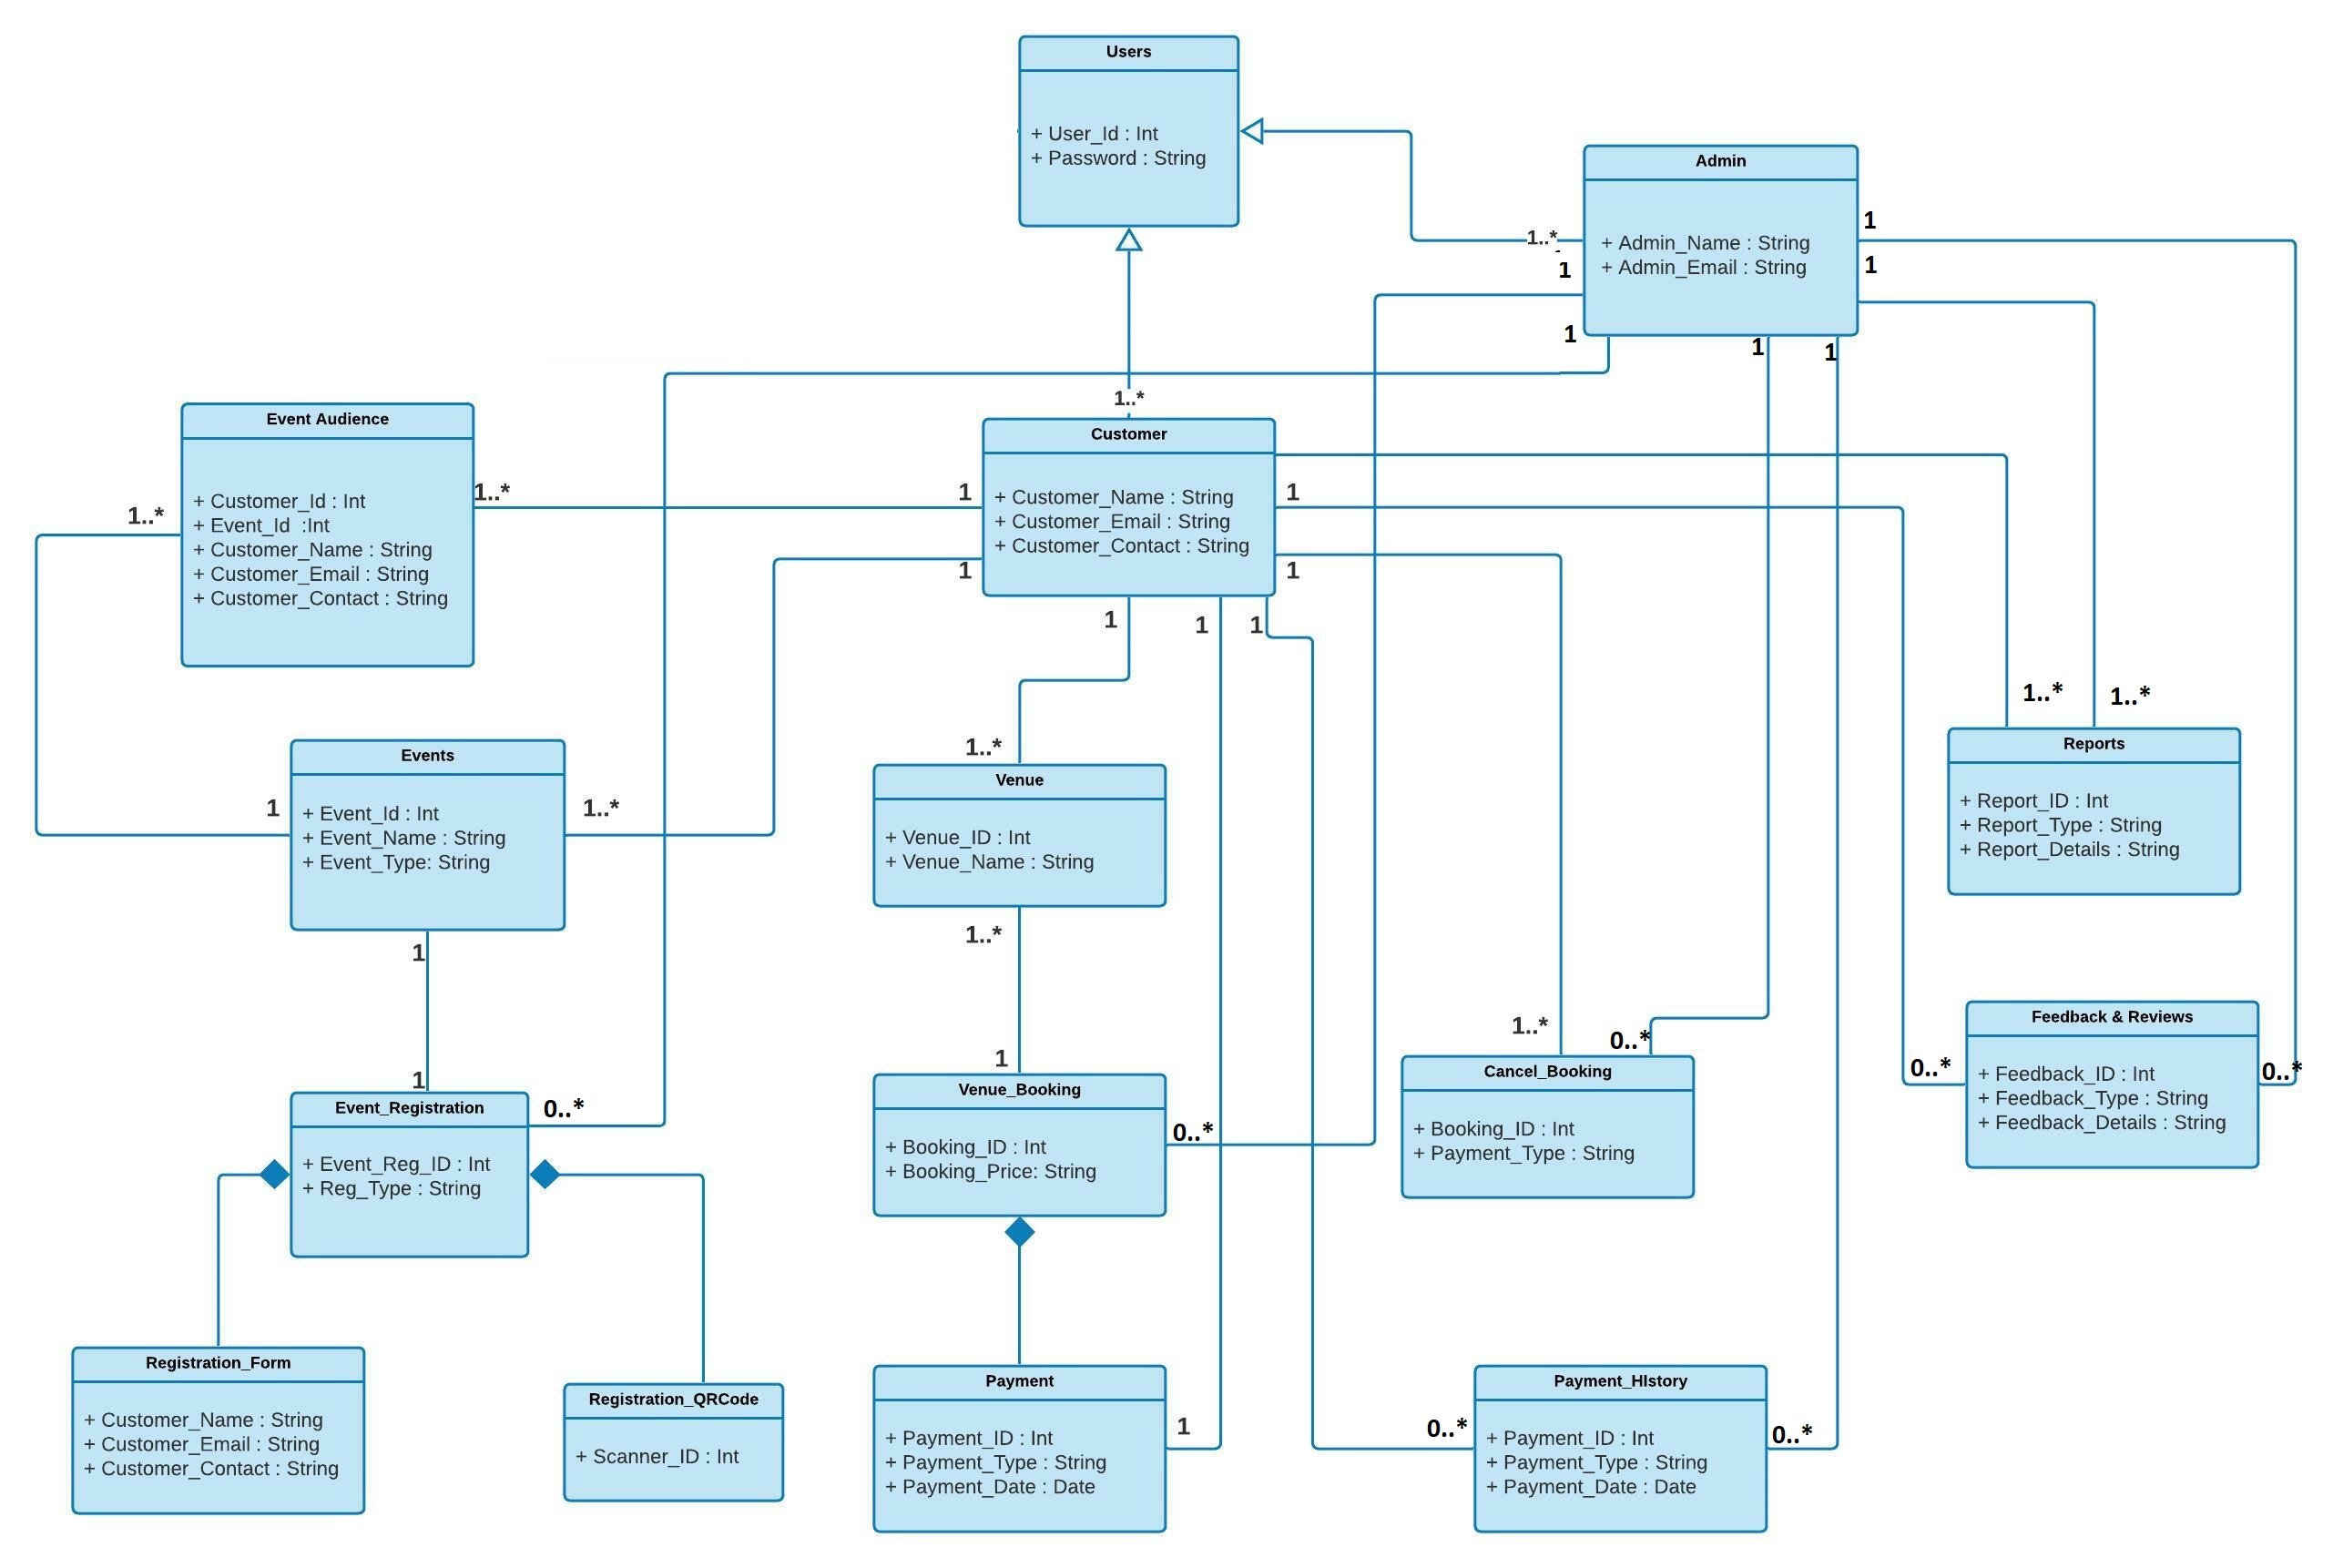 Users
+ User_Id : Int
+ Password : String
Admin
+ Admin_Name : String
+ Admin_Email : String
1..*
1
1
1
1
1
1
Event Audience
+ Customer_Id : Int
+ Event_Id :Int
+ Customer_Name : String
+ Customer_Email : String
+ Customer_Contact : String
1..*
1..*
1..*
Customer
+ Customer_Name : String
+ Customer_Email : String
+ Customer_Contact : String
1
1
1
1
1
1
1
Events
+ Event_Id : Int
+ Event_Name : String
+ Event_Type: String
1
1..*
1
1..*
Venue
+ Venue_ID : Int
+ Venue_Name : String
1..*
1..*
1..*
Reports
+ Report_ID : Int
+ Report_Type : String
+ Report_Details : String
1
Event_Registration
+ Event_Reg_ID : Int
+ Reg_Type : String
0..*
1
Venue_Booking
+ Booking_ID : Int
+ Booking_Price: String
0..*
1..*
0..*
Cancel_Booking
+ Booking_ID : Int
+ Payment_Type : String
0..*
Feedback & Reviews
+ Feedback_ID : Int
+ Feedback_Type : String
+ Feedback_Details : String
0..*
Registration_Form
+ Customer_Name : String
+ Customer_Email : String
+ Customer_Contact : String
Registration_QRCode
+ Scanner_ID : Int
Payment
+ Payment_ID : Int
+ Payment_Type : String
+ Payment_Date : Date
1
0..*
Payment_HIstory
+ Payment_ID : Int
+ Payment_Type : String
+ Payment_Date : Date
0..*